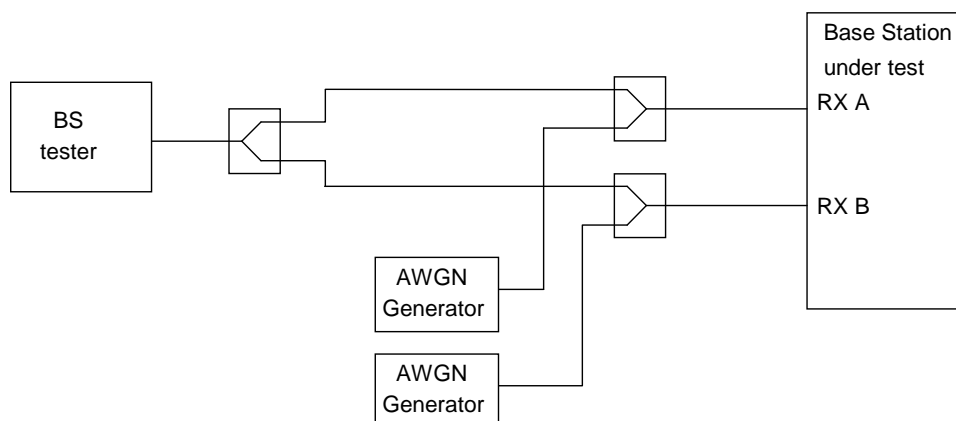 BS
tester
Base Station
under test
RX A
RX B
AWGN
Generator
AWGN
Generator